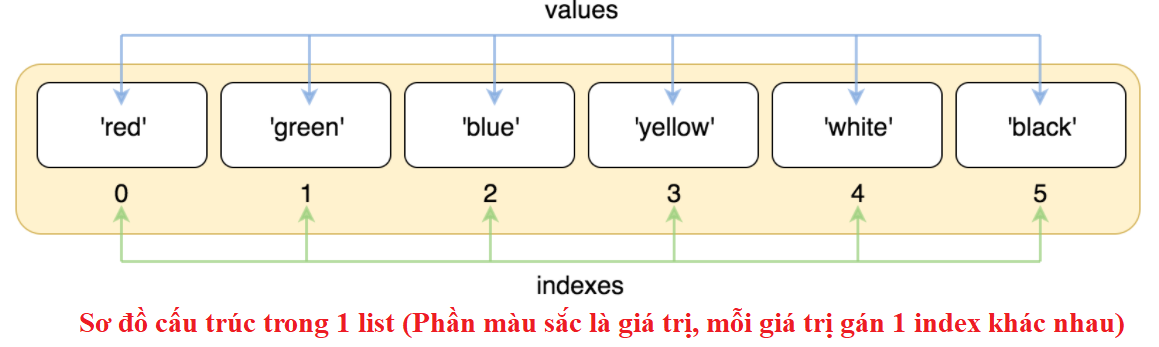 values
'red' 'green' 'blue' 'yellow' 'white' 'black'
0 1 2 3 4 5
indexes
Sơ đồ cấu trúc trong 1 list (Phần màu sắc là giá trị, mỗi giá trị gán 1 index khác nhau)